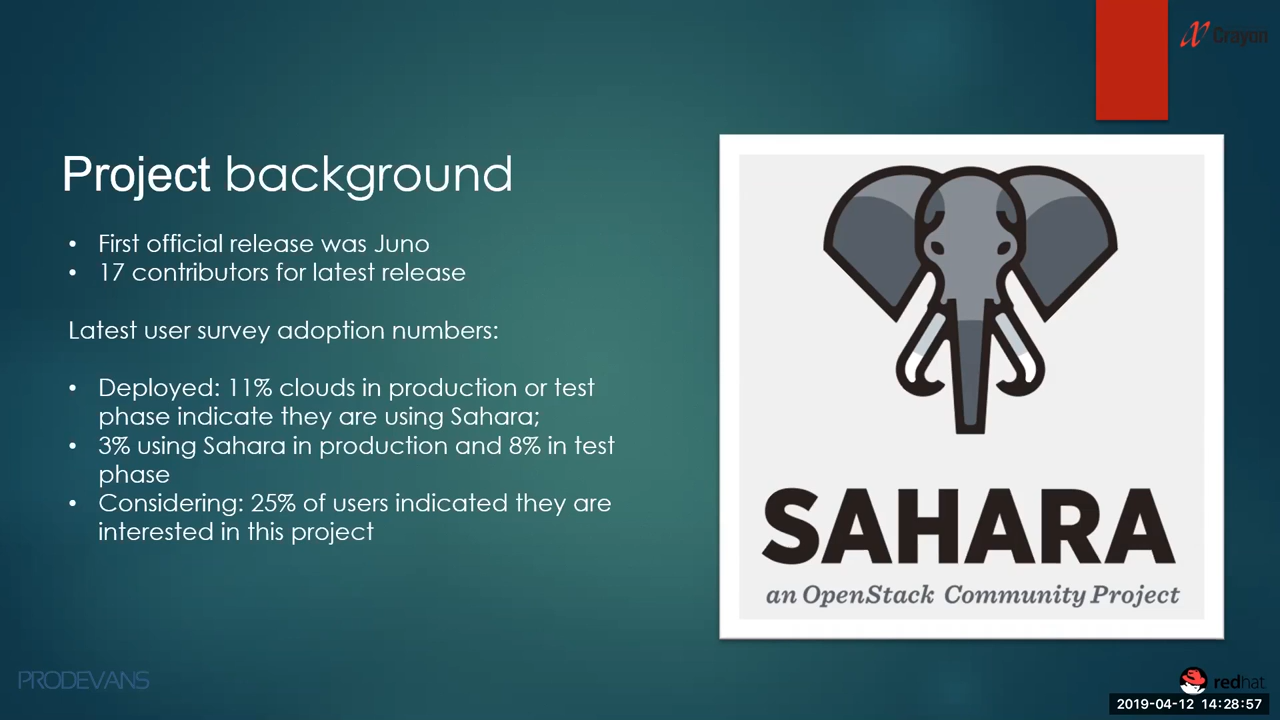 Crayon
Project background
• First official release was Juno
• 17 contributors for latest release
Latest user survey adoption numbers:
• Deployed: 11% clouds in production or test
phase indicate they are using Sahara;
• 3% using Sahara in production and 8% in test
phase
• Considering: 25% of users indicated they are
interested in this project
SAHARA
an OpenStack Community Project
PRODEVANS
redhat
2019-04-12 14:28:57